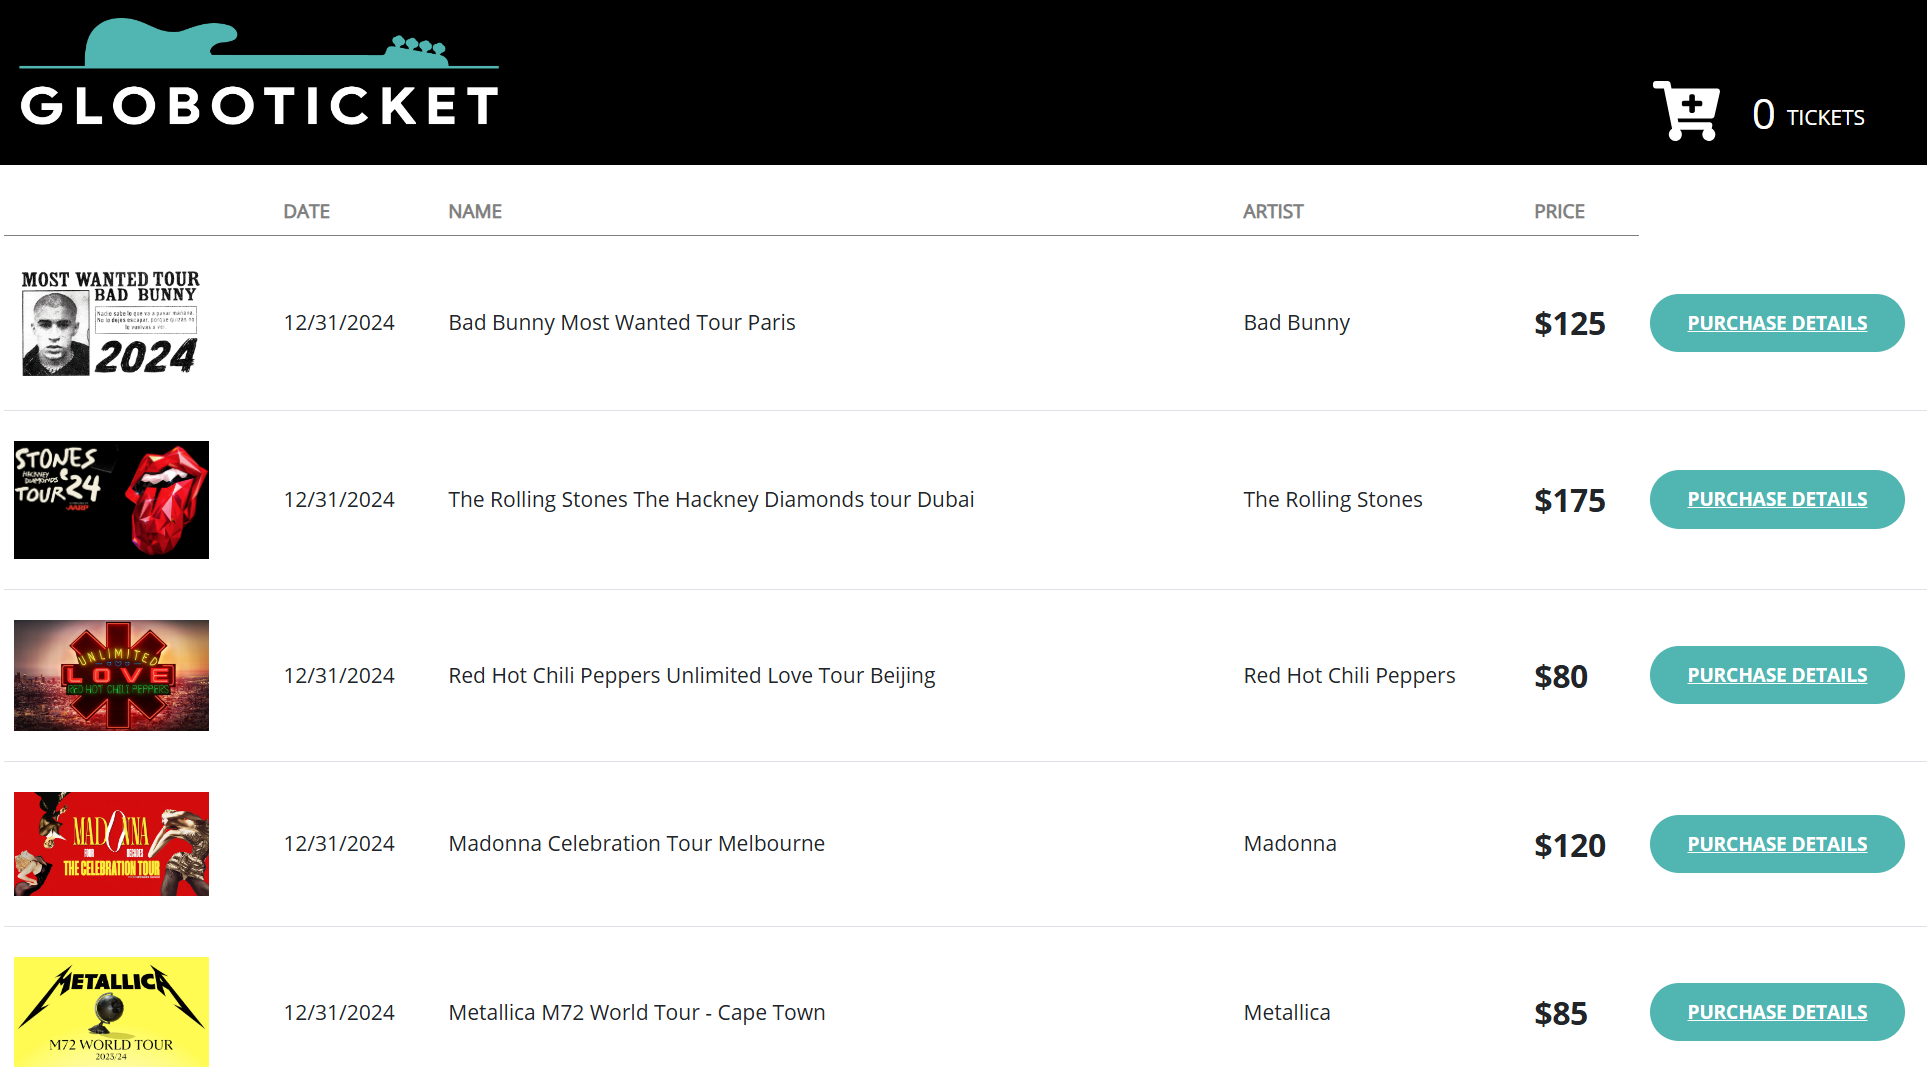 GLOBOTICKET
0 TICKETS
DATE NAME ARTIST PRICE
MOST WANTED TOUR
BAD BUNNY
2024
12/31/2024 Bad Bunny Most Wanted Tour Paris Bad Bunny $125 PURCHASE DETAILS
STONES
HACKNEY
DIAMONDS
'24
TOUR
AARP
12/31/2024 The Rolling Stones The Hackney Diamonds tour Dubai The Rolling Stones $175 PURCHASE DETAILS
UNLIMITED
LOVE
RED HOT CHILI PEPPERS
12/31/2024 Red Hot Chili Peppers Unlimited Love Tour Beijing Red Hot Chili Peppers $80 PURCHASE DETAILS
MADONNA
FOUR DECADES
THE CELEBRATION TOUR
12/31/2024 Madonna Celebration Tour Melbourne Madonna $120 PURCHASE DETAILS
METALLICA
M72 WORLD TOUR
2023/24
12/31/2024 Metallica M72 World Tour - Cape Town Metallica $85 PURCHASE DETAILS